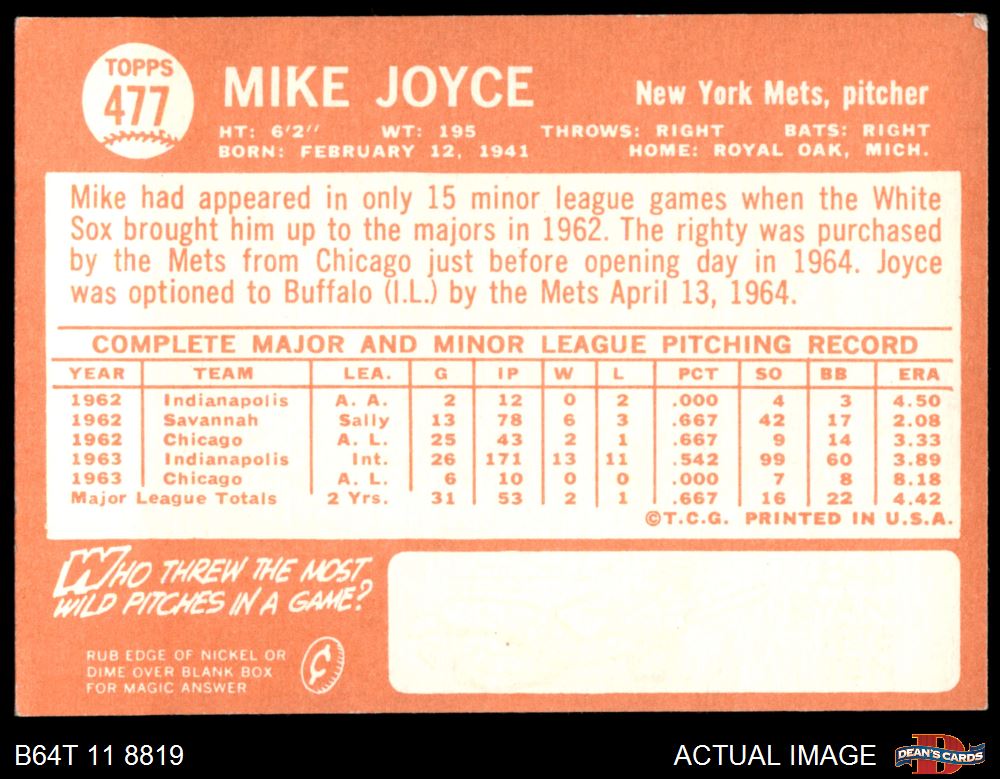 TOPPS
477
MIKE JOYCE
New York Mets, pitcher
HT: 6'2" WT: 195 THROWS: RIGHT BATS: RIGHT
BORN: FEBRUARY 12, 1941 HOME: ROYAL OAK, MICH.
Mike had appeared in only 15 minor league games when the White
Sox brought him up to the majors in 1962. The righty was purchased
by the Mets from Chicago just before opening day in 1964. Joyce
was optioned to Buffalo (I.L.) by the Mets April 13, 1964.
COMPLETE MAJOR AND MINOR LEAGUE PITCHING RECORD
YEAR TEAM LEA. G IP W L PCT SO BB ERA
1962 Indianapolis A. A. 2 12 0 2 .000 4 3 4.50
1962 Savannah Sally 13 78 6 3 .667 42 17 2.08
1962 Chicago A. L. 25 43 2 1 .667 9 14 3.33
1963 Indianapolis Int. 26 171 13 11 .542 99 60 3.89
1963 Chicago A. L. 6 10 0 0 .000 7 8 8.18
Major League Totals 2 Yrs. 31 53 2 1 .667 16 22 4.42
©T.C.G. PRINTED IN U.S.A.
WHO THREW THE MOST
WILD PITCHES IN A GAME?
RUB EDGE OF NICKEL OR
DIME OVER BLANK BOX
FOR MAGIC ANSWER
¢
B64T 11 8819
ACTUAL IMAGE
DEAN'S CARDS